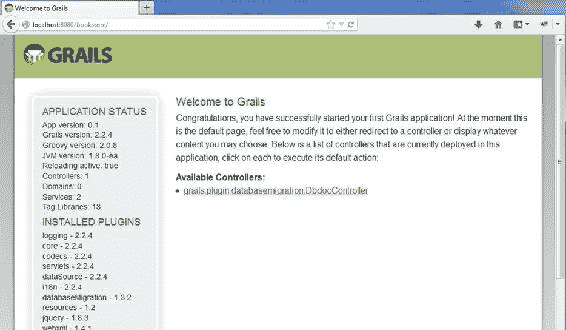 Welcome to Grails
localhost:8080/bookstore/
GRAILS
APPLICATION STATUS
App version: 0.1
Grails version: 2.2.4
Groovy version: 2.0.8
JVM version: 1.8.0-ea
Reloading active: true
Controllers: 1
Domains: 0
Services: 2
Tag Libraries: 13
INSTALLED PLUGINS
logging - 2.2.4
core - 2.2.4
codecs - 2.2.4
servlets - 2.2.4
dataSource - 2.2.4
i18n - 2.2.4
databaseMigration - 1.3.2
resources - 1.2
jquery - 1.8.3
webxml - 1.4.1
Welcome to Grails
Congratulations, you have successfully started your first Grails application! At the moment this
is the default page, feel free to modify it to either redirect to a controller or display whatever
content you may choose. Below is a list of controllers that are currently deployed in this
application, click on each to execute its default action:
Available Controllers:
• grails.plugin.databasemigration.DbdocController